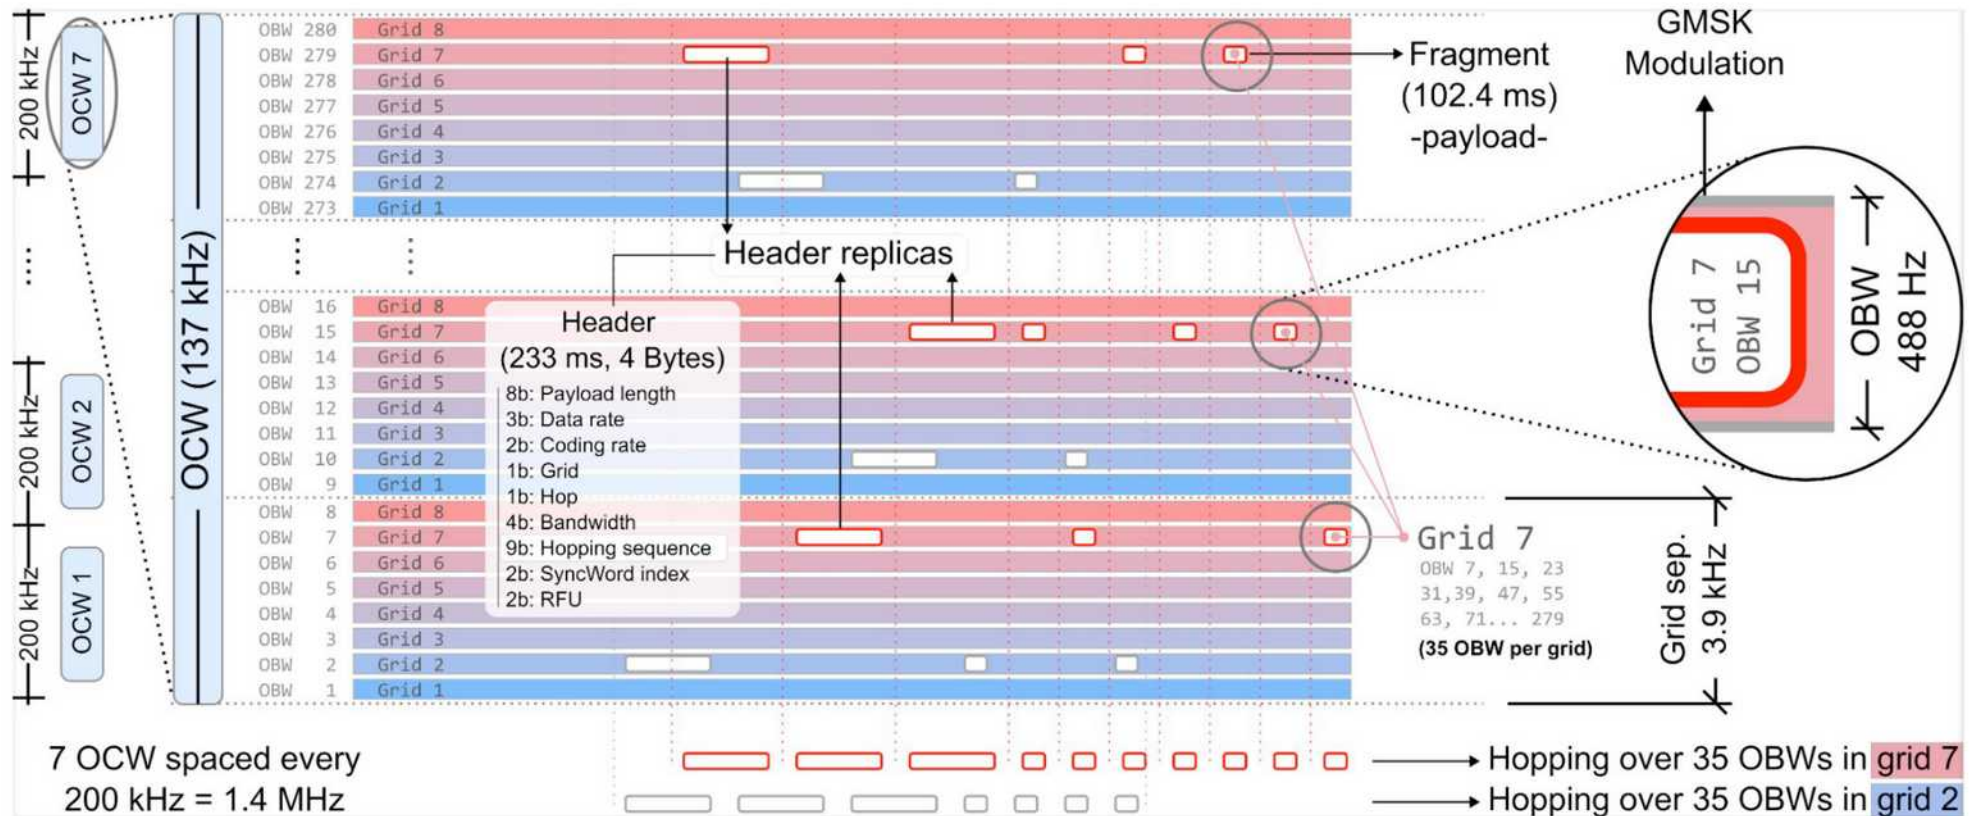 200 kHz
OCW 7
200 kHz
OCW 2
200 kHz
OCW 1
OCW (137 kHz)
OBW 280 Grid 8
OBW 279 Grid 7
OBW 278 Grid 6
OBW 277 Grid 5
OBW 276 Grid 4
OBW 275 Grid 3
OBW 274 Grid 2
OBW 273 Grid 1
Fragment
(102.4 ms)
-payload-
GMSK
Modulation
Header replicas
OBW 16 Grid 8
OBW 15 Grid 7
OBW 14 Grid 6
OBW 13 Grid 5
OBW 12 Grid 4
OBW 11 Grid 3
OBW 10 Grid 2
OBW 9 Grid 1
OBW 8 Grid 8
OBW 7 Grid 7
OBW 6 Grid 6
OBW 5 Grid 5
OBW 4 Grid 4
OBW 3 Grid 3
OBW 2 Grid 2
OBW 1 Grid 1
Header
(233 ms, 4 Bytes)
8b: Payload length
3b: Data rate
2b: Coding rate
1b: Grid
1b: Hop
4b: Bandwidth
9b: Hopping sequence
2b: SyncWord index
2b: RFU
Grid 7
OBW 15
OBW
488 Hz
Grid 7
OBW 7, 15, 23
31,39, 47, 55
63, 71... 279
(35 OBW per grid)
Grid sep.
3.9 kHz
7 OCW spaced every
200 kHz = 1.4 MHz
Hopping over 35 OBWs in grid 7
Hopping over 35 OBWs in grid 2